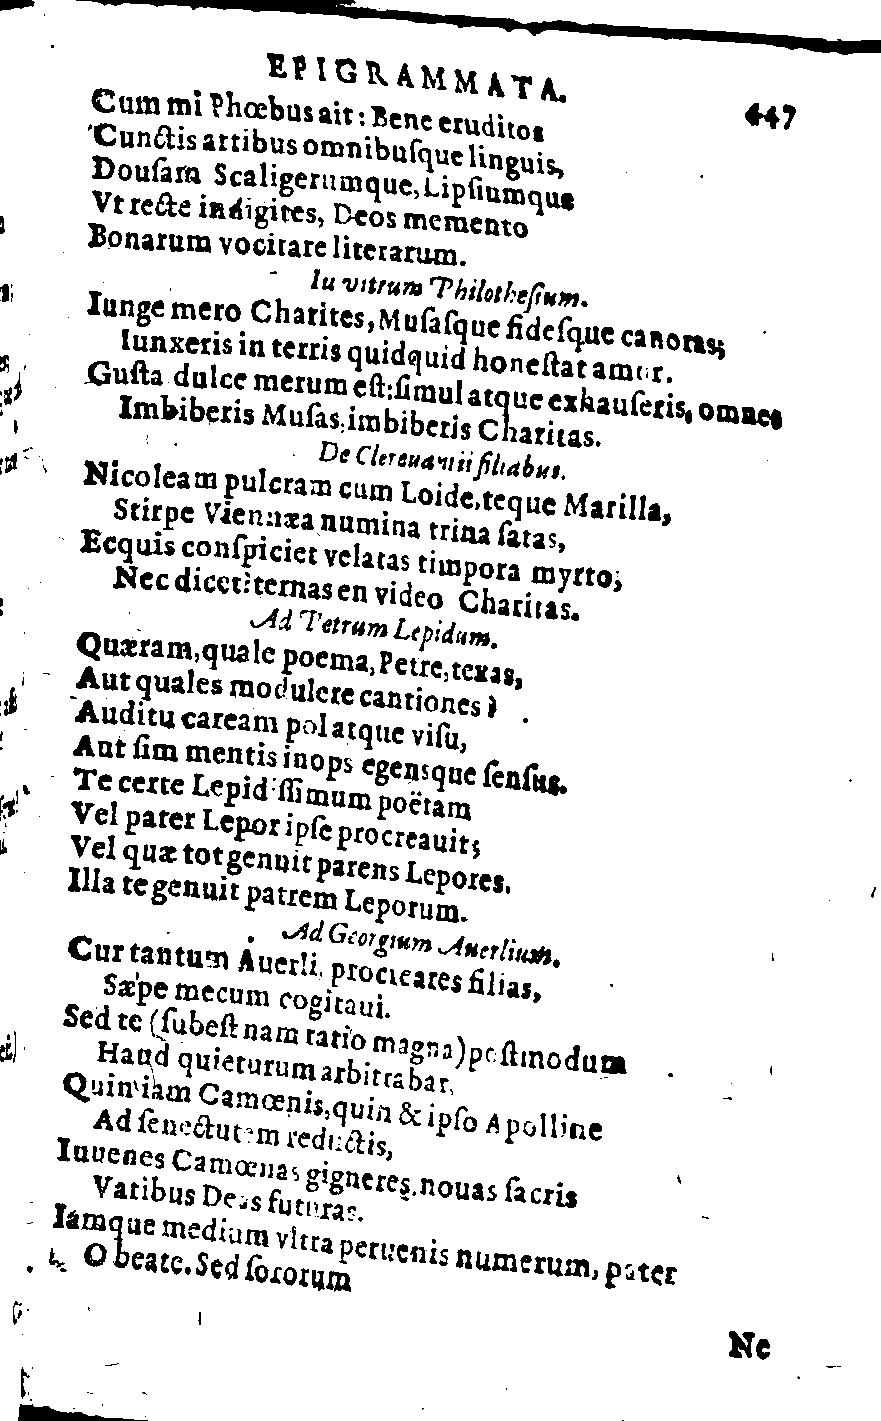 EPIGRAMMATA.
447
Cum mi Phœbus ait: Bene eruditos
Cunctis artibus omnibuſque linguis,
Douſam Scaligerumque, Lipſiumque
Vt recte indigites, Deos memento
Bonarum vocitare literarum.
In vitrum Philotheſium.
Iunge mero Charites, Muſaſque fideſque canoras;
Iunxeris in terris quidquid honeſtat amor.
Guſta dulce merum eſt: ſimul atque exhauſeris, omnes
Imbiberis Muſas, imbiberis Charitas.
De Clereuantii filiabus.
Nicoleam pulcram cum Loide, teque Marilla,
Stirpe Viennæa numina trina ſatas,
Ecquis conſpiciet velatas timpora myrto;
Nec dicet: ternas en video Charitas.
Ad Petrum Lepidum.
Quæram, quale poema, Petre, texas,
Aut quales modulere cantiones?
Auditu caream pol atque viſu,
Aut ſim mentis inops egensque ſenſus.
Te certe Lepidiſſimum poëtam
Vel pater Lepor ipſe procreauit;
Vel quæ tot genuit parens Lepores,
Illa te genuit patrem Leporum.
Ad Georgium Auerlium.
Cur tantum Auerli, procreares filias,
Sæpe mecum cogitaui.
Sed te (ſubeſt nam ratio magna) poſtmodum
Haud quieturum arbitrabar,
Quin iam Camœnis, quin & ipſo Apolline
Ad ſenectutem reductis,
Iuuenes Camœnas gigneres, nouas ſacris
Vatibus Deas futuras.
Iamque medium vltra peruenis numerum, pater
O beate. Sed ſororum
Ne